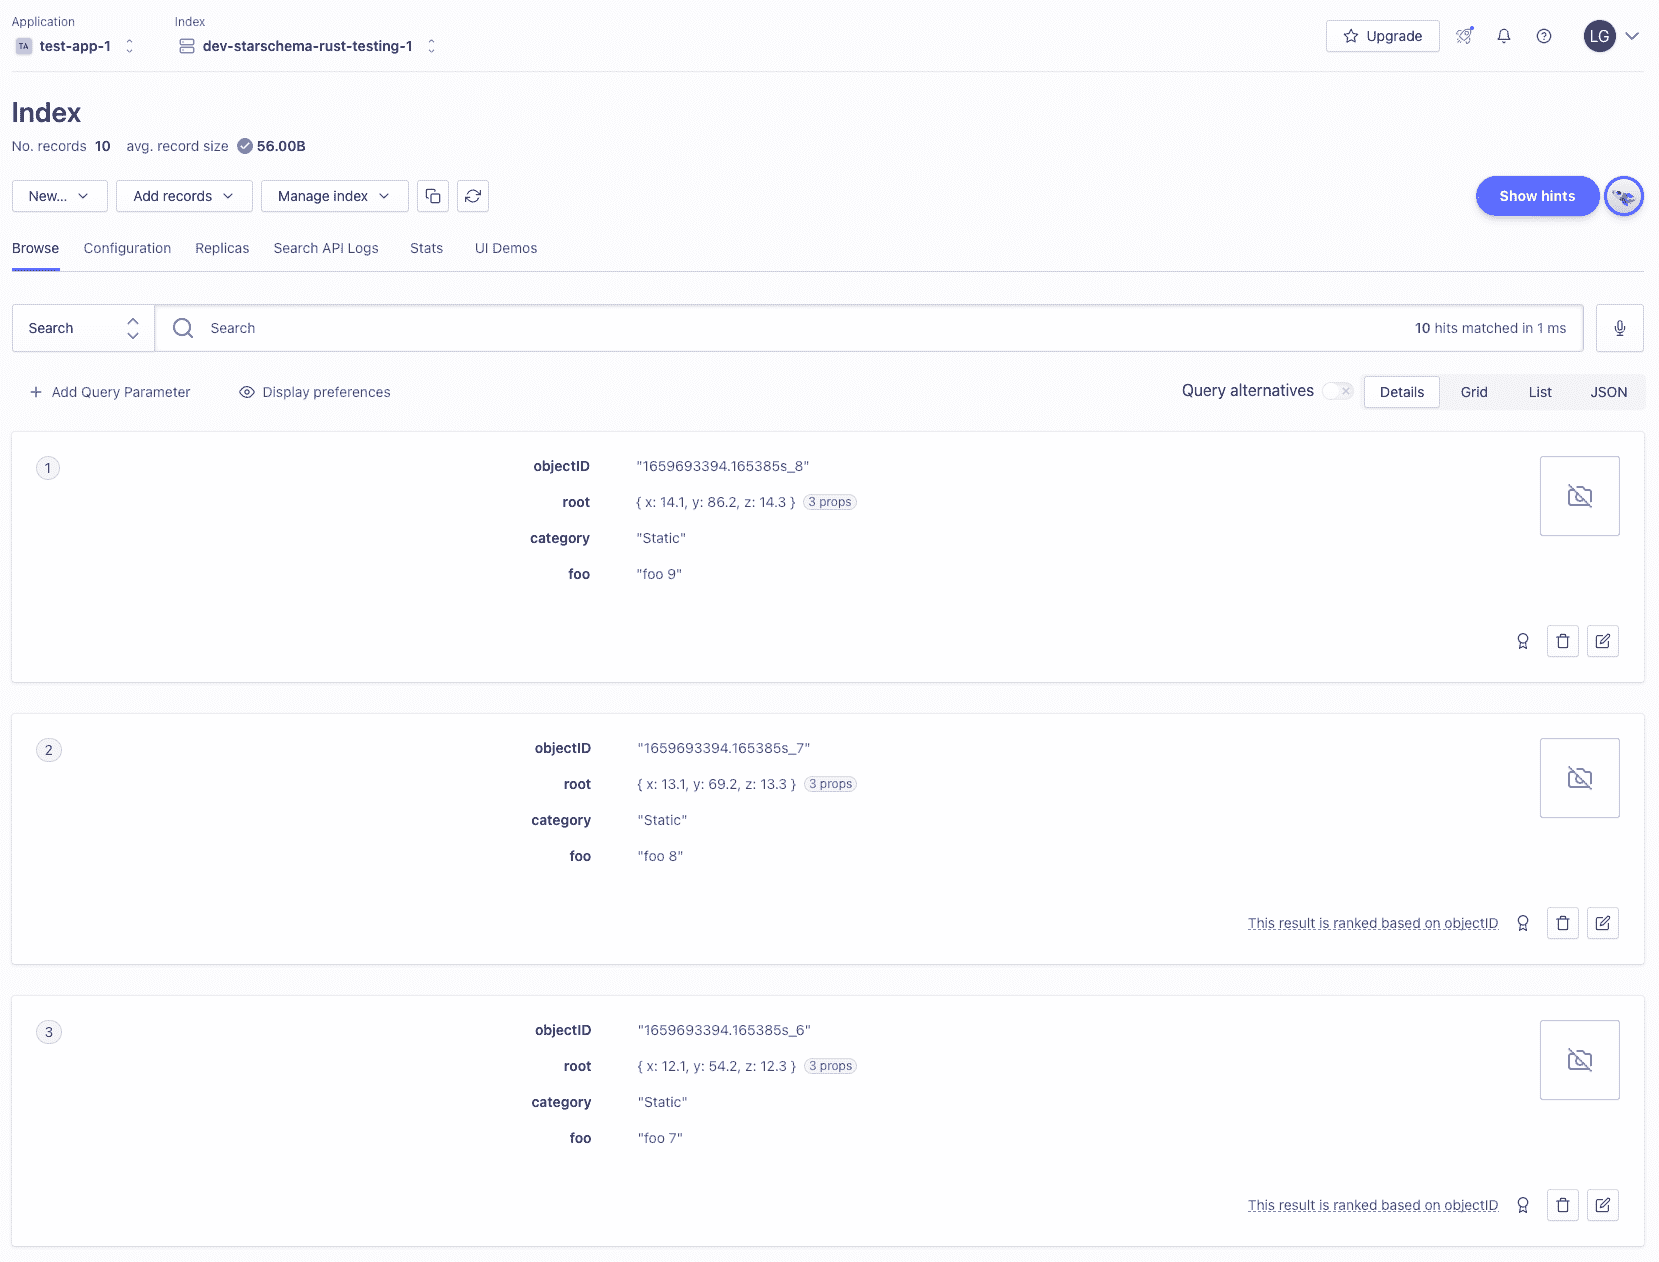 Application
Index
TA test-app-1
dev-starschema-rust-testing-1
Upgrade
LG
Index
No. records 10 avg. record size 56.00B
New... Add records Manage index
Show hints
Browse Configuration Replicas Search API Logs Stats UI Demos
Search Search 10 hits matched in 1 ms
Add Query Parameter Display preferences Query alternatives Details Grid List JSON
1
objectID "1659693394.165385s_8"
root { x: 14.1, y: 86.2, z: 14.3 } 3 props
category "Static"
foo "foo 9"
2
objectID "1659693394.165385s_7"
root { x: 13.1, y: 69.2, z: 13.3 } 3 props
category "Static"
foo "foo 8"
This result is ranked based on objectID
3
objectID "1659693394.165385s_6"
root { x: 12.1, y: 54.2, z: 12.3 } 3 props
category "Static"
foo "foo 7"
This result is ranked based on objectID